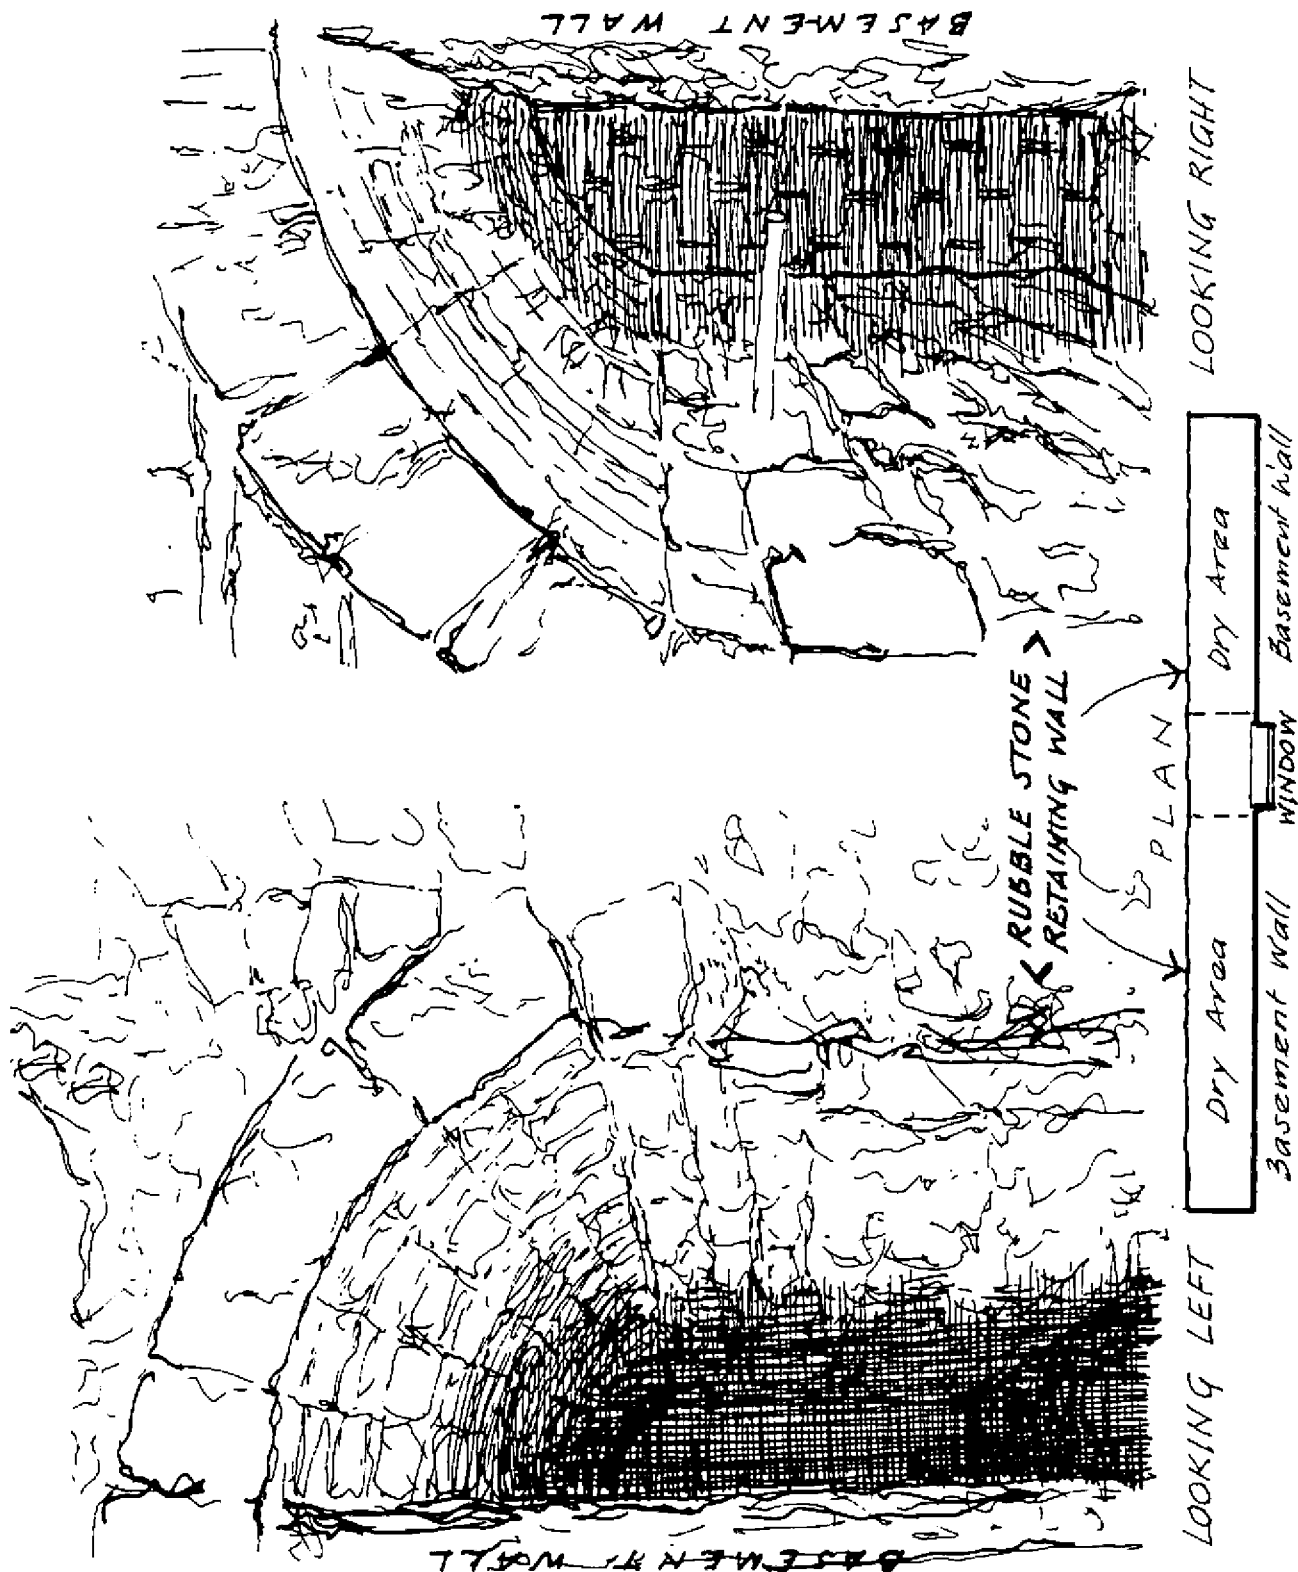 BASEMENT WALL
BASEMENT WALL
< RUBBLE STONE >
< RETAINING WALL >
LOOKING LEFT
PLAN
LOOKING RIGHT
Dry Area
Dry Area
Basement Wall
WINDOW
Basement Wall